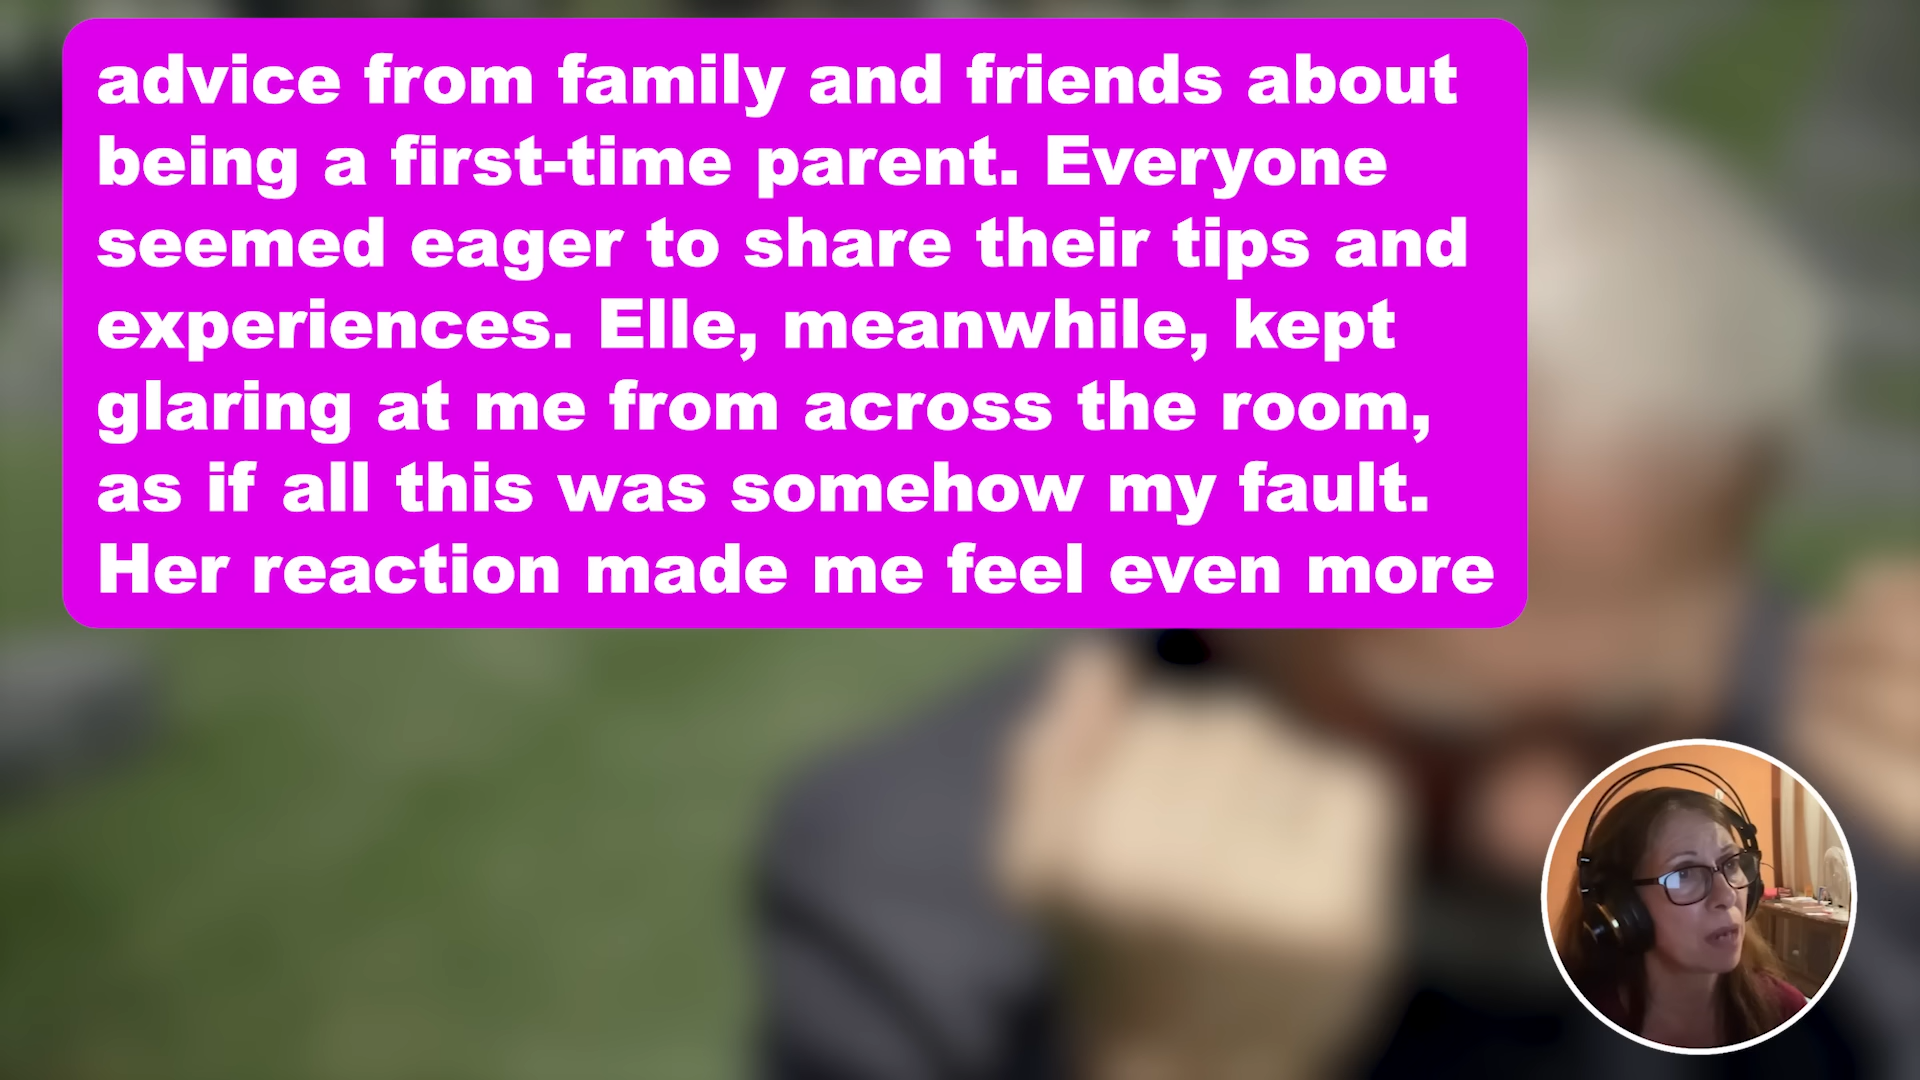 advice from family and friends about
being a first-time parent. Everyone
seemed eager to share their tips and
experiences. Elle, meanwhile, kept
glaring at me from across the room,
as if all this was somehow my fault.
Her reaction made me feel even more